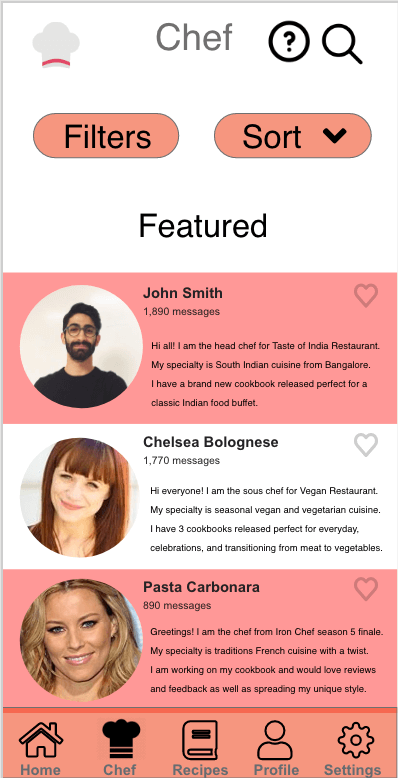 Chef
Filters
Sort
Featured
John Smith
1,890 messages
Hi all! I am the head chef for Taste of India Restaurant.
My specialty is South Indian cuisine from Bangalore.
I have a brand new cookbook released perfect for a
classic Indian food buffet.
Chelsea Bolognese
1,770 messages
Hi everyone! I am the sous chef for Vegan Restaurant.
My specialty is seasonal vegan and vegetarian cuisine.
I have 3 cookbooks released perfect for everyday,
celebrations, and transitioning from meat to vegetables.
Pasta Carbonara
890 messages
Greetings! I am the chef from Iron Chef season 5 finale.
My specialty is traditions French cuisine with a twist.
I am working on my cookbook and would love reviews
and feedback as well as spreading my unique style.
Home Chef Recipes Profile Settings